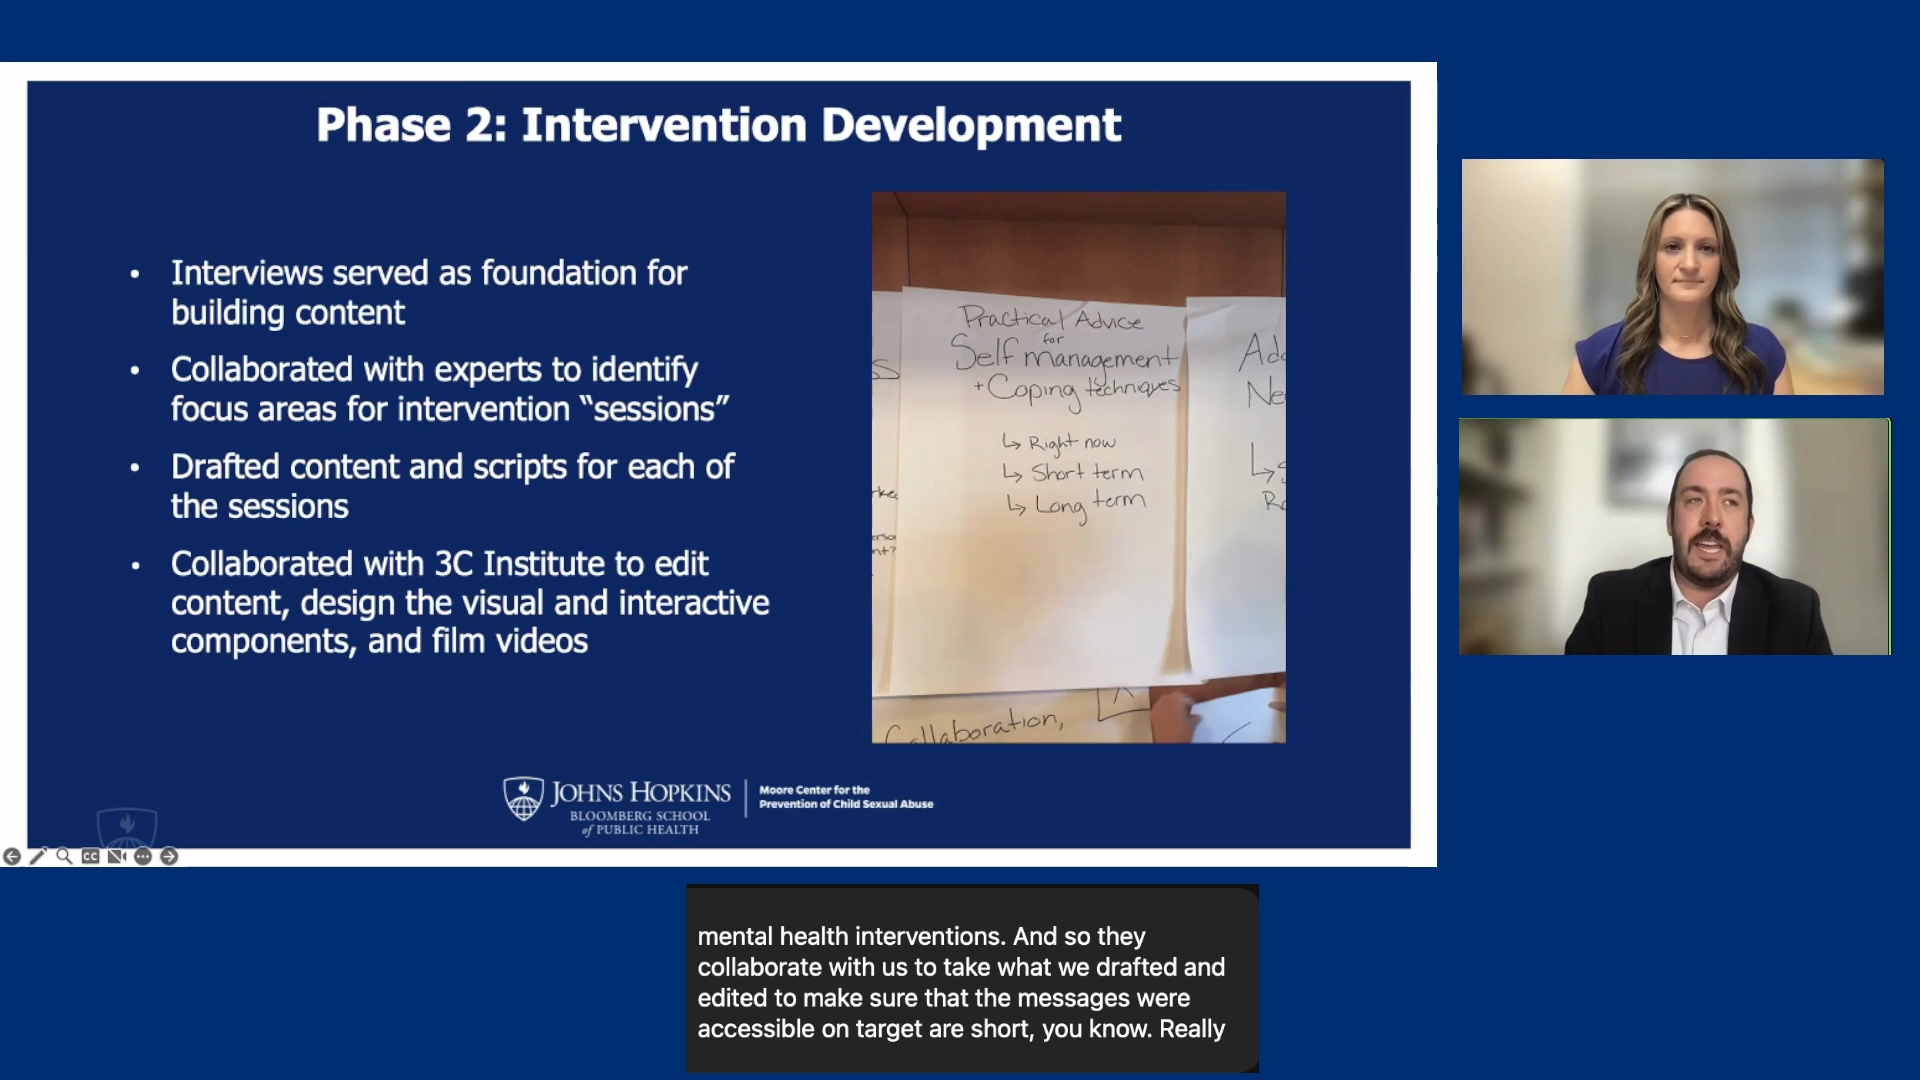 Phase 2: Intervention Development
• Interviews served as foundation for
building content
• Collaborated with experts to identify
focus areas for intervention “sessions”
• Drafted content and scripts for each of
the sessions
• Collaborated with 3C Institute to edit
content, design the visual and interactive
components, and film videos
Practical Advice
for
Self management
+ Coping techniques
↳ Right now
↳ Short term
↳ Long term
Collaboration,
JOHNS HOPKINS
BLOOMBERG SCHOOL
of PUBLIC HEALTH
Moore Center for the
Prevention of Child Sexual Abuse
CC
mental health interventions. And so they
collaborate with us to take what we drafted and
edited to make sure that the messages were
accessible on target are short, you know. Really